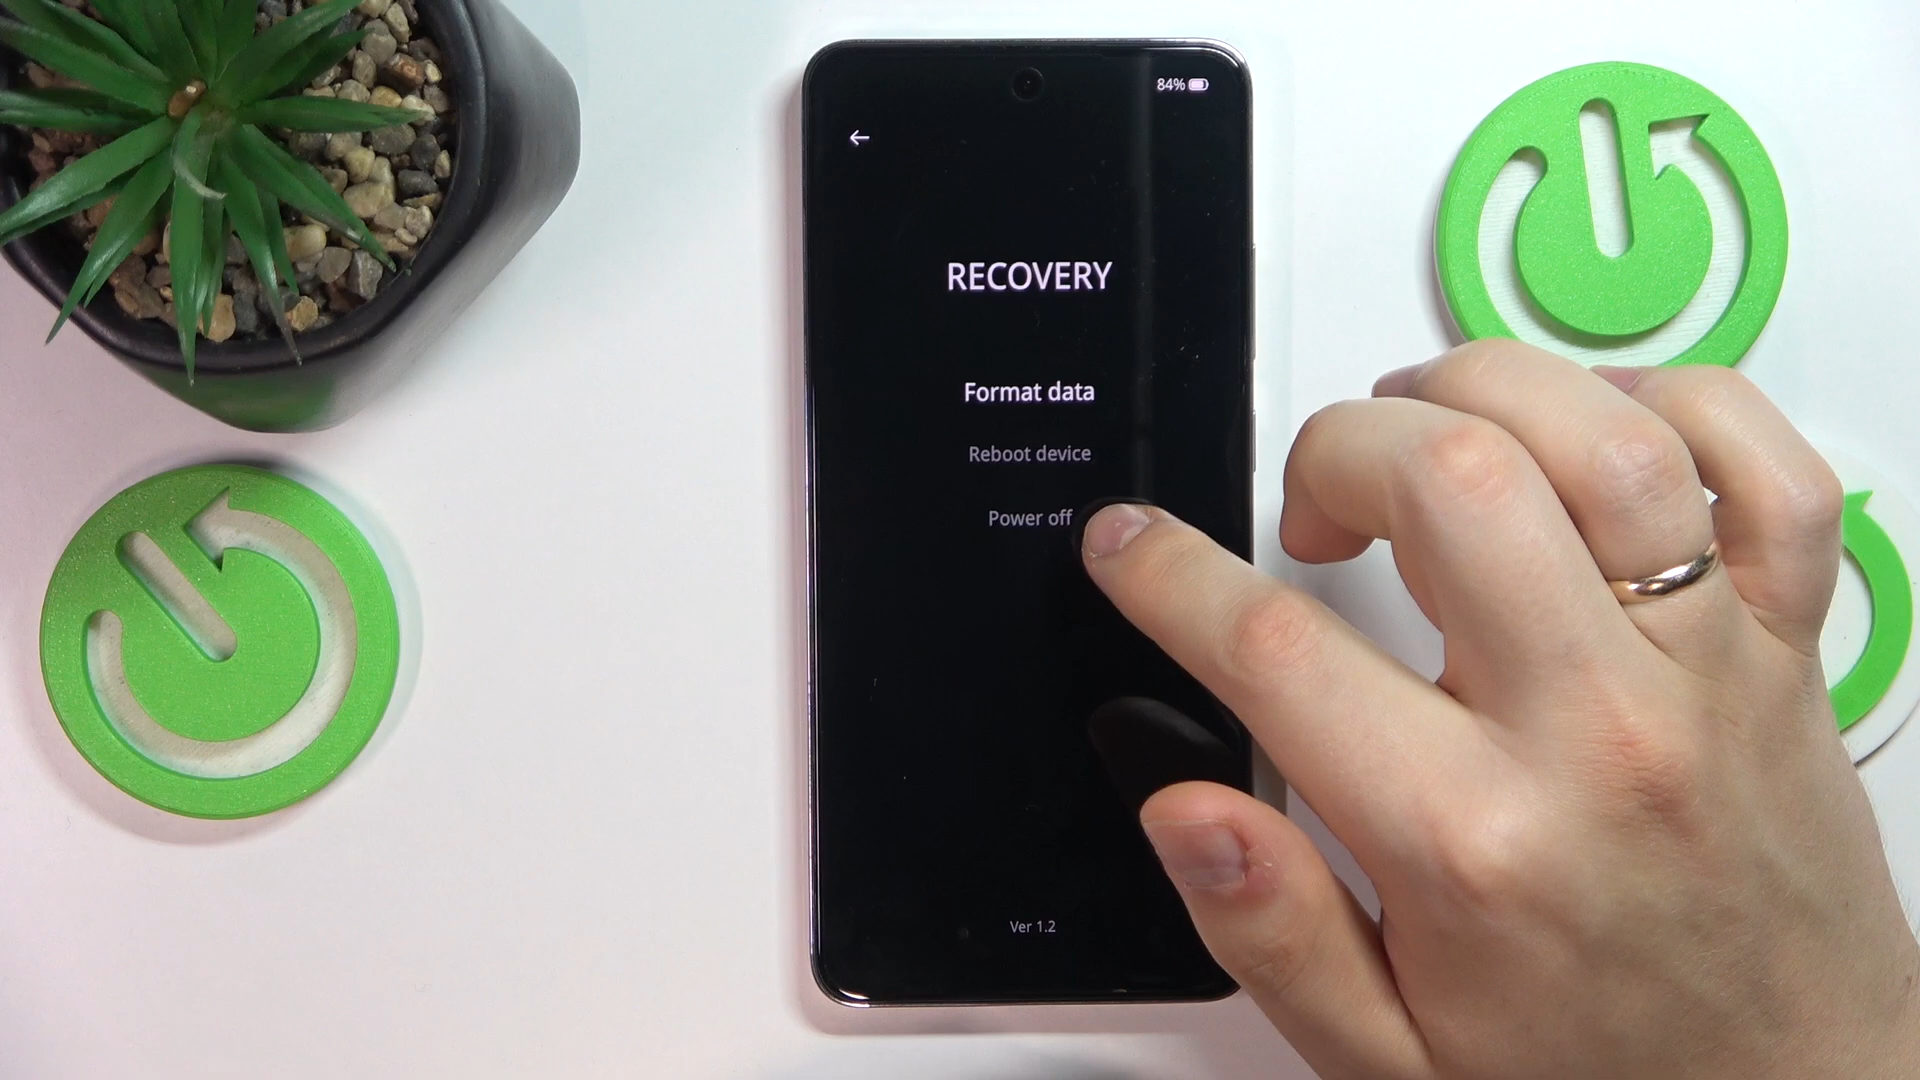 84%
RECOVERY
Format data
Reboot device
Power off
Ver 1.2